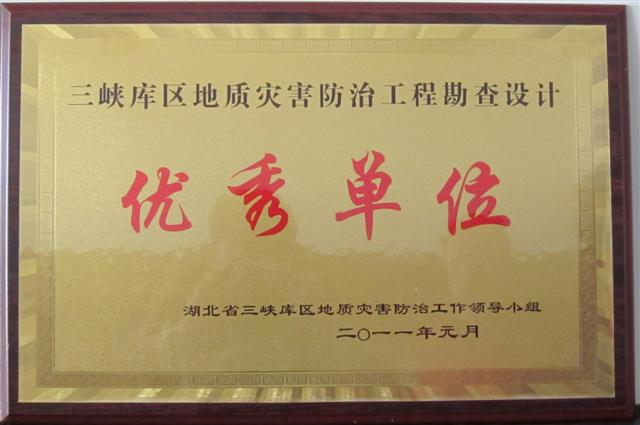 三峡库区地质灾害防治工程勘查设计
优秀单位
湖北省三峡库区地质灾害防治工作领导小组
二〇一一年元月